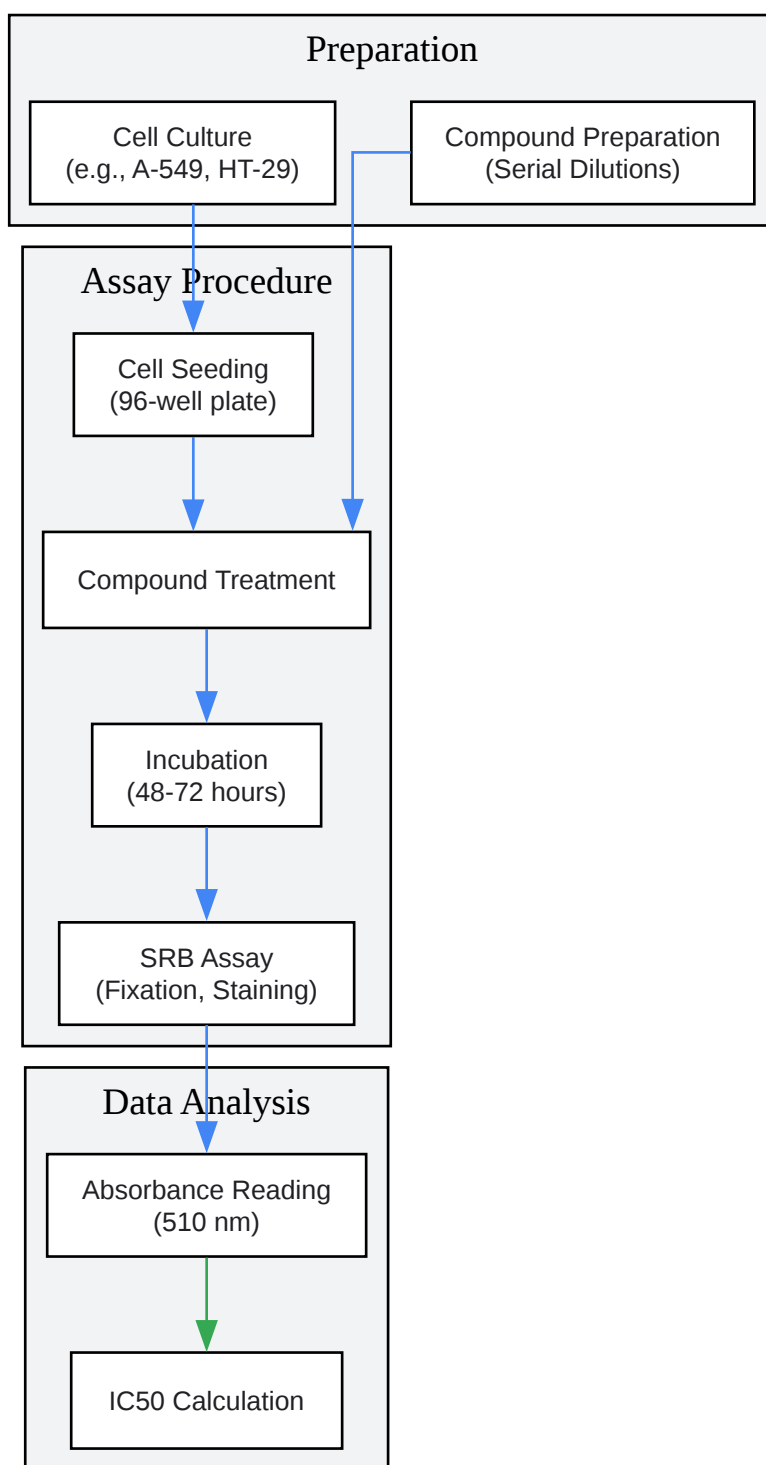 Preparation
Cell Culture
(e.g., A-549, HT-29)
Compound Preparation
(Serial Dilutions)
Assay Procedure
Cell Seeding
(96-well plate)
Compound Treatment
Incubation
(48-72 hours)
SRB Assay
(Fixation, Staining)
Data Analysis
Absorbance Reading
(510 nm)
IC50 Calculation